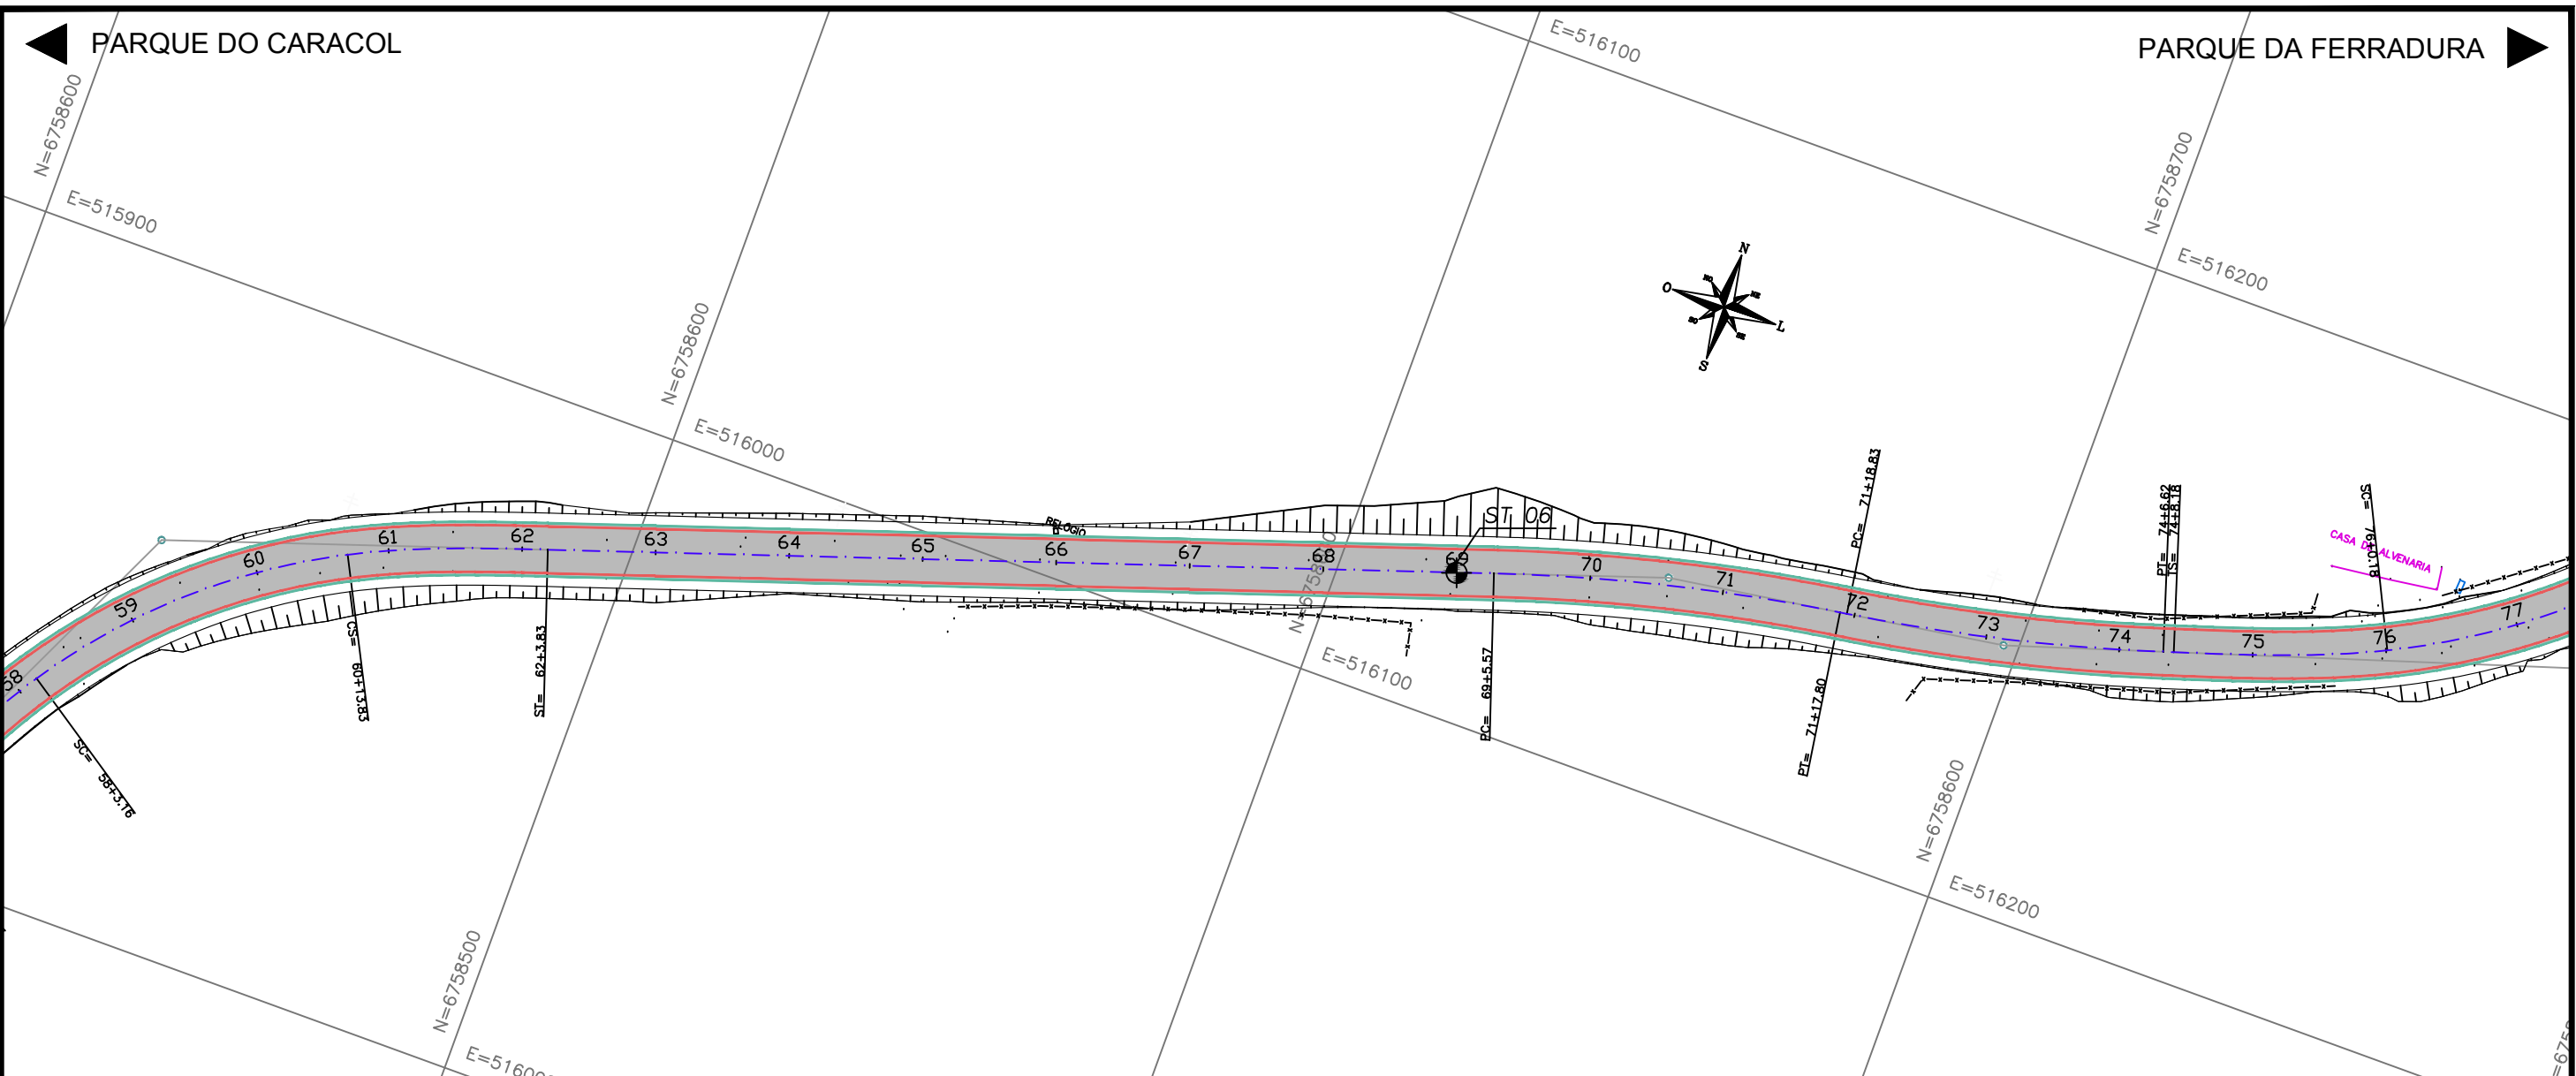 PARQUE DO CARACOL
PARQUE DA FERRADURA
E=516100
N=6758600
N=6758700
E=515900
N
O
L
S
E=516200
N=6758600
E=516000
PC= 71+18.83
PT= 74+6.62
TS= 74+8.18
SC= 76+0.18
ST 06
RELÓGIO
CASA DE ALVENARIA
58
59
60
61
62
63
64
65
66
67
68
69
70
71
72
73
74
75
76
77
CS= 60+13.83
ST= 62+3.83
E=516100
PC= 69+5.57
PT= 71+17.80
SC= 58+3.16
N=6758600
E=516200
N=6758500